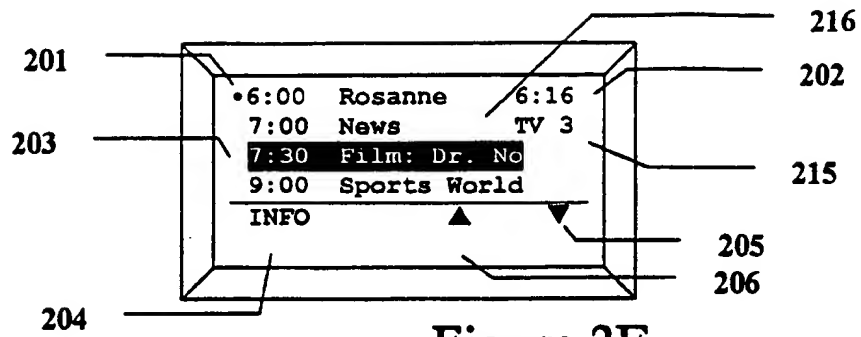 216
201
202
•6:00 Rosanne 6:16
7:00 News TV 3
203
7:30 Film: Dr. No
215
9:00 Sports World
INFO ▲ ▼
205
206
204